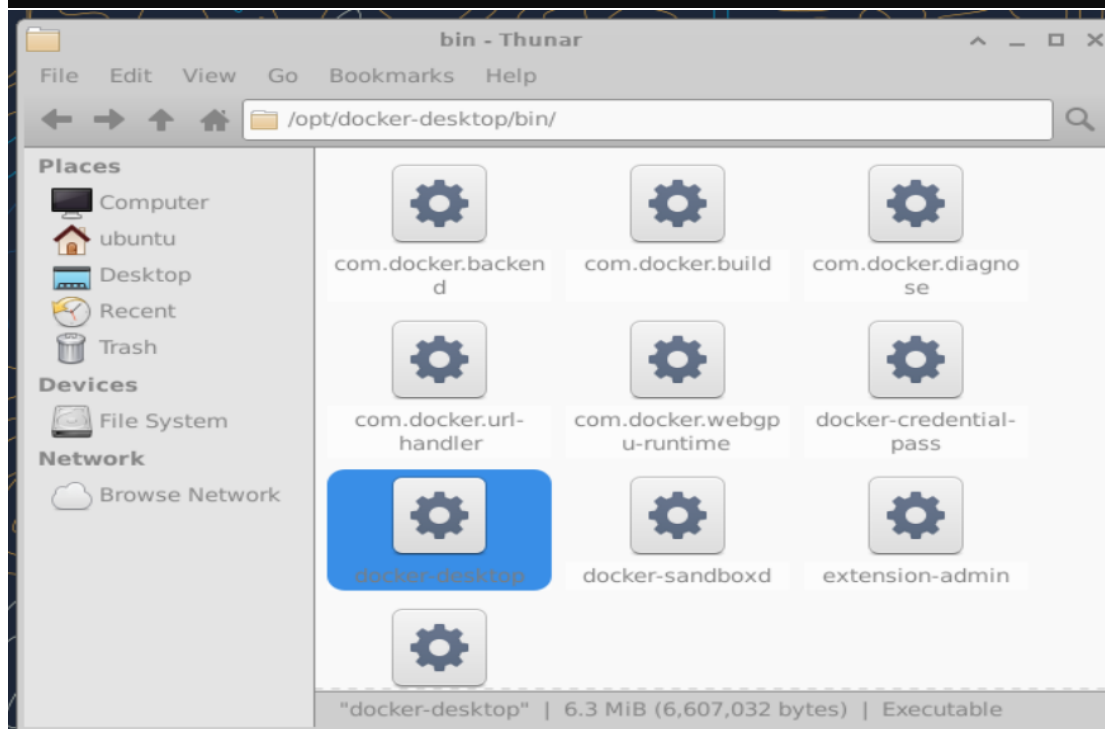 bin - Thunar
File Edit View Go Bookmarks Help
/opt/docker-desktop/bin/
Places
Computer
ubuntu
Desktop
Recent
Trash
Devices
File System
Network
Browse Network
com.docker.backen
d
com.docker.build
com.docker.diagno
se
com.docker.url-
handler
com.docker.webgp
u-runtime
docker-credential-
pass
docker-desktop
docker-sandboxd
extension-admin
"docker-desktop" | 6.3 MiB (6,607,032 bytes) | Executable